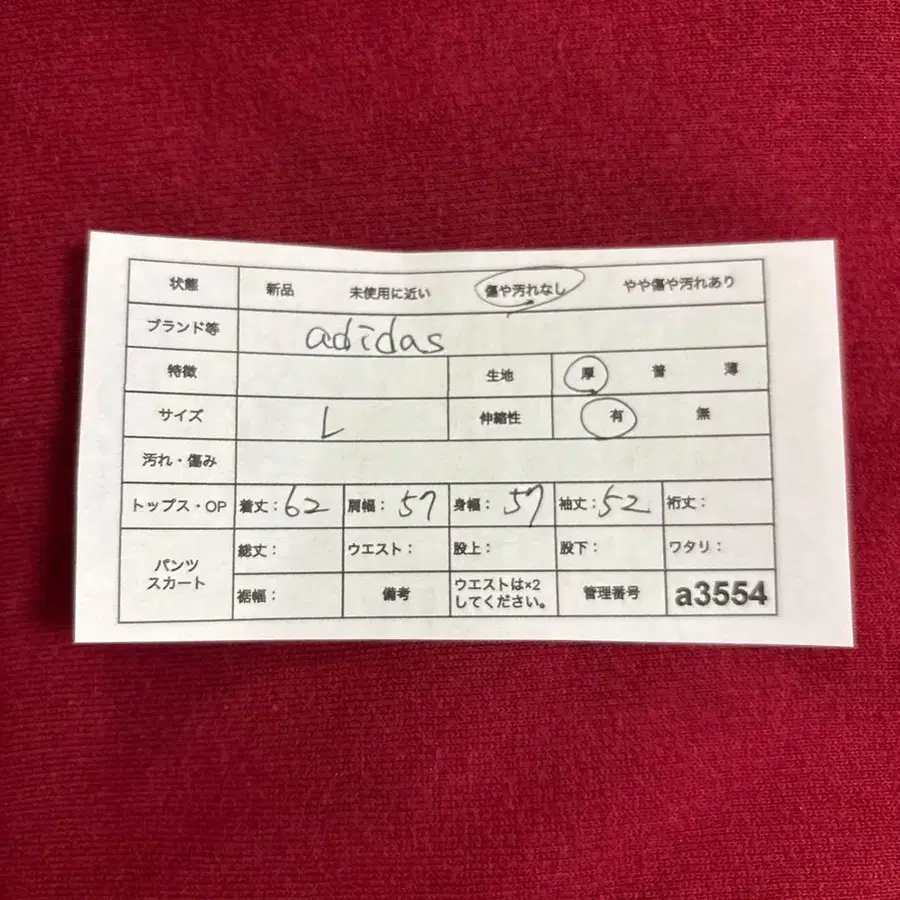 状態 新品 未使用に近い 傷や汚れなし やや傷や汚れあり
ブランド等 adidas
特徴 生地 厚 普 薄
サイズ L 伸縮性 有 無
汚れ・傷み
トップス・OP 着丈：62 肩幅：57 身幅：57 袖丈：52 裄丈：
パンツ
スカート
総丈： ウエスト： 股上： 股下： ワタリ：
裾幅： 備考 ウエストは×2
してください。 管理番号 a3554